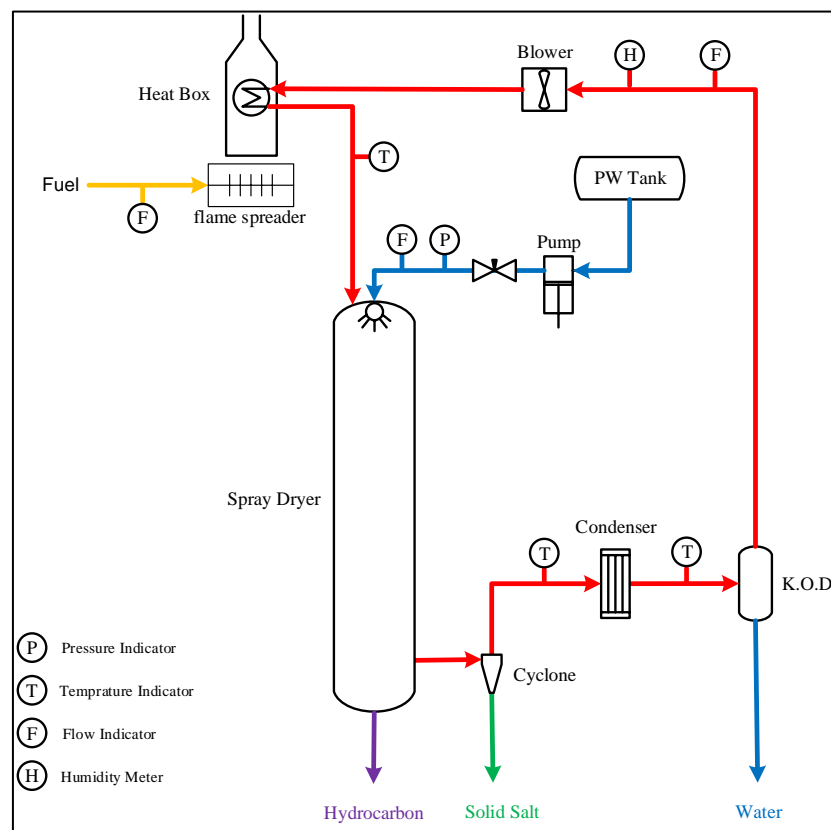 Blower
H
F
Heat Box
T
PW Tank
Fuel
F
flame spreader
F
P
Pump
Spray Dryer
Condenser
T
T
K.O.D
Cyclone
P Pressure Indicator
T Temprature Indicator
F Flow Indicator
H Humidity Meter
Hydrocarbon
Solid Salt
Water